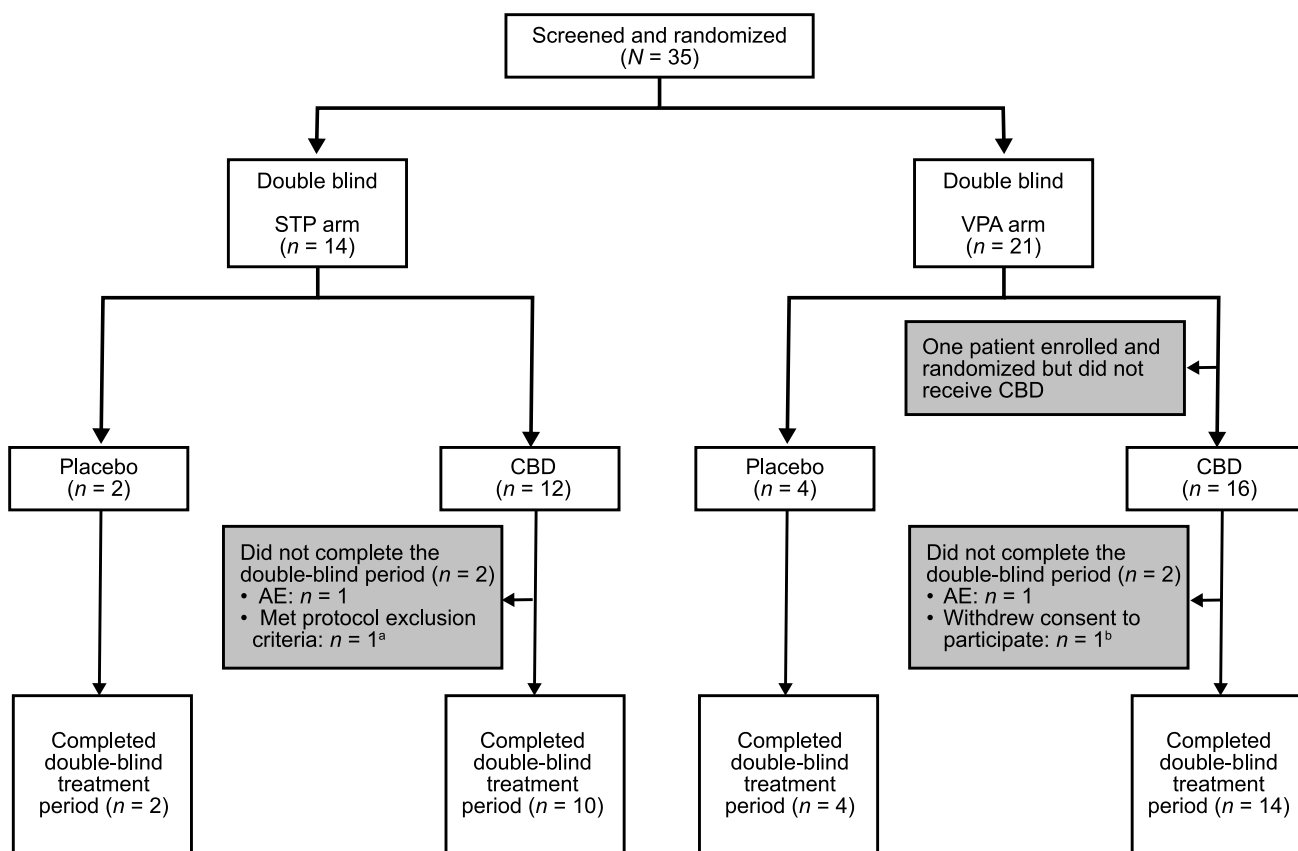 Screened and randomized
(N = 35)
Double blind
STP arm
(n = 14)
Double blind
VPA arm
(n = 21)
One patient enrolled and
randomized but did not
receive CBD
Placebo
(n = 2)
CBD
(n = 12)
Placebo
(n = 4)
CBD
(n = 16)
Did not complete the
double-blind period (n = 2)
• AE: n = 1
• Met protocol exclusion
criteria: n = 1ᵃ
Did not complete the
double-blind period (n = 2)
• AE: n = 1
• Withdrew consent to
participate: n = 1ᵇ
Completed
double-blind
treatment
period (n = 2)
Completed
double-blind
treatment
period (n = 10)
Completed
double-blind
treatment
period (n = 4)
Completed
double-blind
treatment
period (n = 14)